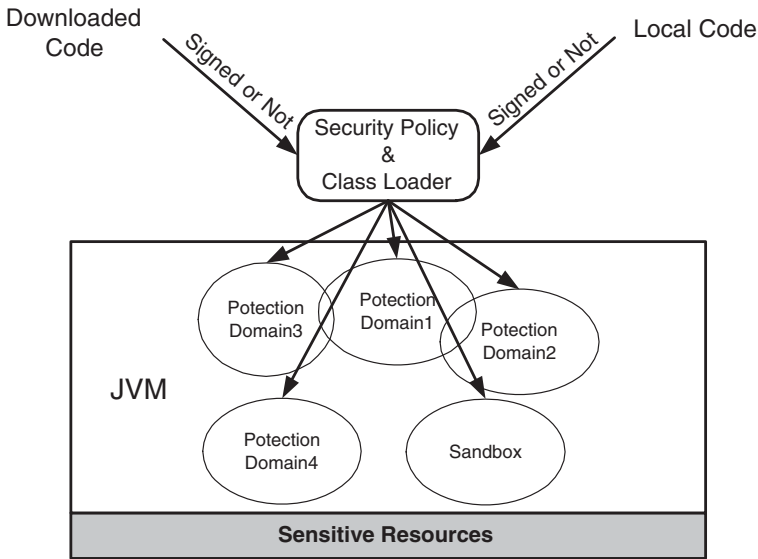 Downloaded
Code
Local Code
Signed or Not
Signed or Not
Security Policy
&
Class Loader
Potection
Domain3
Potection
Domain1
Potection
Domain2
JVM
Potection
Domain4
Sandbox
Sensitive Resources